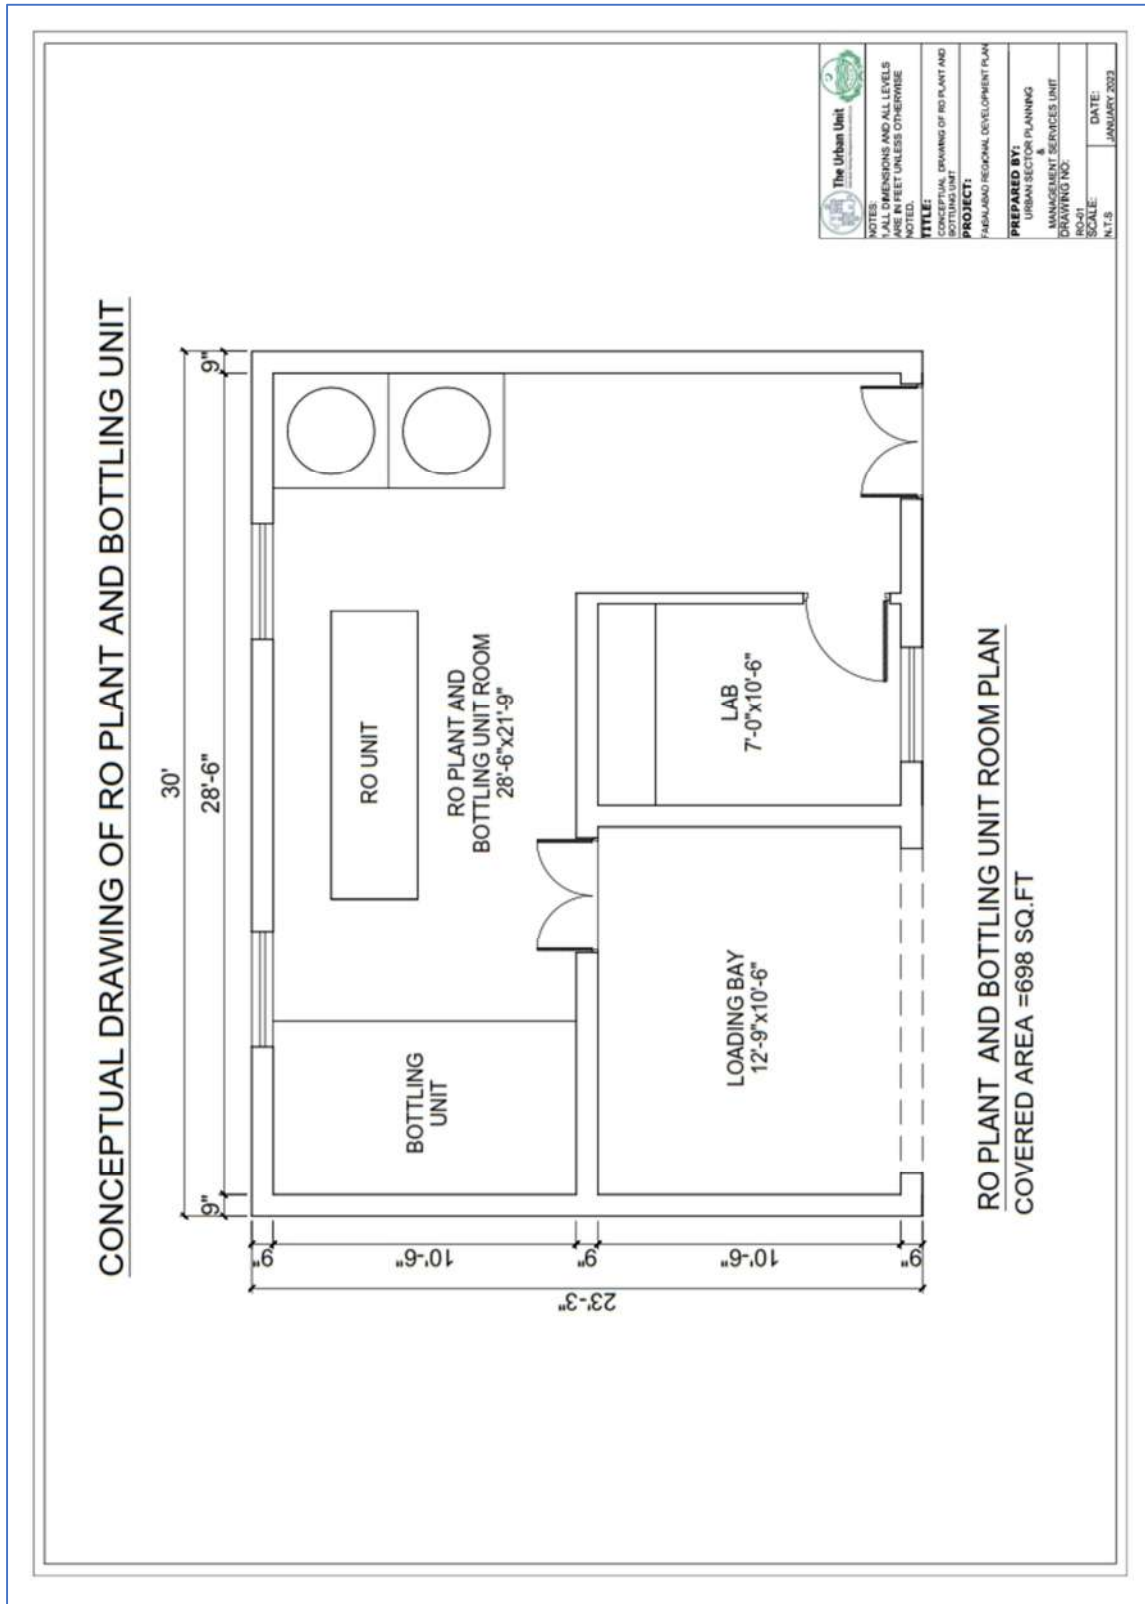 CONCEPTUAL DRAWING OF RO PLANT AND BOTTLING UNIT
30'
9"
28'-6"
9"
9"
10'-6"
9"
10'-6"
9"
23'-3"
BOTTLING
UNIT
RO UNIT
RO PLANT AND
BOTTLING UNIT ROOM
28'-6"x21'-9"
LOADING BAY
12'-9"x10'-6"
LAB
7'-0"x10'-6"
RO PLANT AND BOTTLING UNIT ROOM PLAN
COVERED AREA =698 SQ.FT
The Urban Unit
NOTES:
1.ALL DIMENSIONS AND ALL LEVELS
ARE IN FEET UNLESS OTHERWISE
NOTED.
TITLE:
CONCEPTUAL DRAWING OF RO PLANT AND
BOTTLING UNIT
PROJECT:
FAISALABAD REGIONAL DEVELOPMENT PLAN
PREPARED BY:
URBAN SECTOR PLANNING
&
MANAGEMENT SERVICES UNIT
DRAWING NO:
RO-01
SCALE:
N.T.S
DATE:
JANUARY 2023